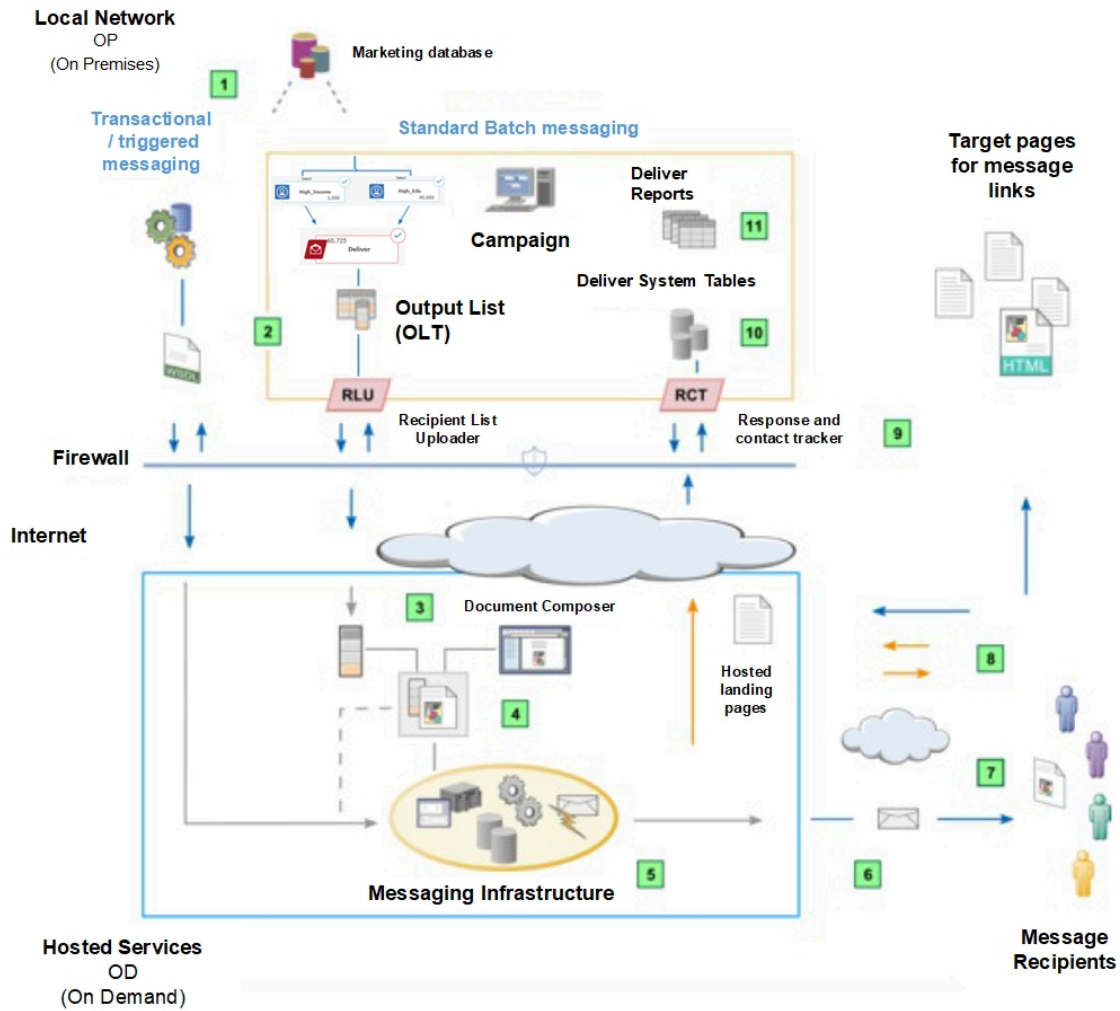 Local Network
OP
(On Premises)
Marketing database
1
Transactional
/ triggered
messaging
Standard Batch messaging
Target pages
for message
links
High_Income
High_Edu
Deliver
Campaign
Deliver
Reports
11
Output List
(OLT)
Deliver System Tables
2
10
WSDL
HTML
RLU
RCT
Recipient List
Uploader
Response and
contact tracker
9
Firewall
Internet
3
Document Composer
4
Hosted
landing
pages
8
7
5
6
Messaging Infrastructure
Hosted Services
OD
(On Demand)
Message
Recipients